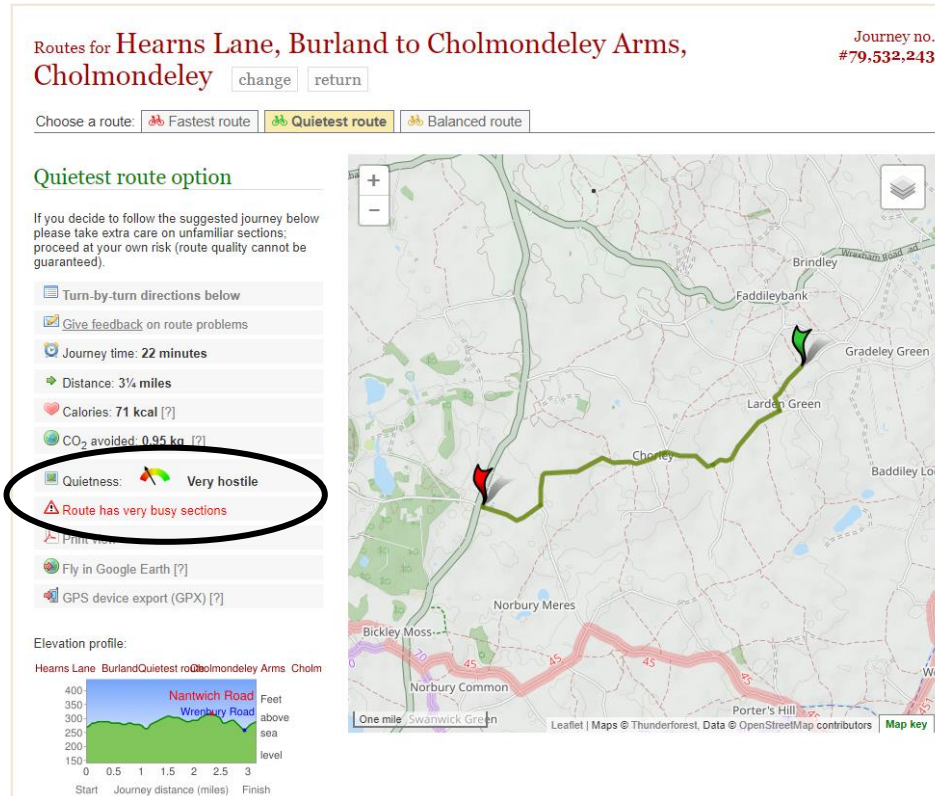 Routes for Hearns Lane, Burland to Cholmondeley Arms,
Cholmondeley change return
Journey no.
#79,532,243
Choose a route: Fastest route Quietest route Balanced route
Quietest route option
If you decide to follow the suggested journey below
please take extra care on unfamiliar sections;
proceed at your own risk (route quality cannot be
guaranteed).
Turn-by-turn directions below
Give feedback on route problems
Journey time: 22 minutes
Distance: 3¼ miles
Calories: 71 kcal [?]
CO2 avoided: 0.95 kg [?]
Quietness: Very hostile
Route has very busy sections
Print view
Fly in Google Earth [?]
GPS device export (GPX) [?]
Elevation profile:
Hearns Lane Burland Quietest route Cholmondeley Arms Cholm
400
350
300
250
200
150
Nantwich Road
Wrenbury Road
Feet
above
sea
level
0 0.5 1 1.5 2 2.5 3
Start Journey distance (miles) Finish
+
−
Brindley
Wrexham Road
Faddileybank
Gradeley Green
Larden Green
Chorley
Baddiley
Norbury Meres
Bickley Moss
70
70
45
45
45
45
451
Norbury Common
Porter's Hill
Swanwick Green
One mile
Leaflet | Maps © Thunderforest, Data © OpenStreetMap contributors
Map key